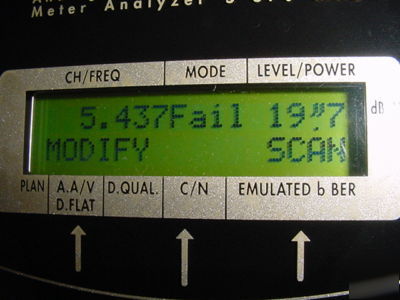 Meter Analyzer
CH/FREQ MODE LEVEL/POWER
5.437Fail 19"7 dB
MODIFY SCAN
PLAN A.A/V D.FLAT D.QUAL. C/N EMULATED b BER